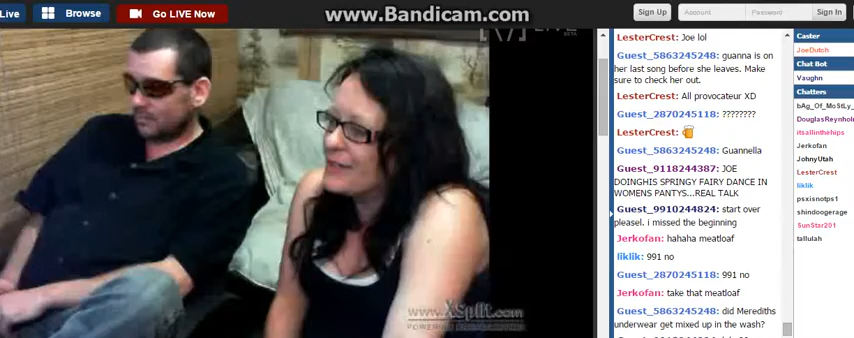 Live
Browse
Go LIVE Now
www.Bandicam.com
Sign Up
Account
Password
Sign In
BETA
LesterCrest: Joe lol
Guest_5863245248: guanna is on
her last song before she leaves. Make
sure to check her out.
LesterCrest: All provocateur XD
Guest_2870245118: ????????
LesterCrest:
Guest_5863245248: Guannella
Guest_9118244387: JOE
DOINGHIS SPRINGY FAIRY DANCE IN
WOMENS PANTYS...REAL TALK
Guest_9910244824: start over
pleasel. i missed the beginning
Jerkofan: hahaha meatloaf
liklik: 991 no
Guest_2870245118: 991 no
Jerkofan: take that meatloaf
Guest_5863245248: did Merediths
underwear get mixed up in the wash?
Caster
JoeDutch
Chat Bot
Vaughn
Chatters
bAg_Of_MoStLy_
DouglasReynhol
itsallinthehips
Jerkofan
JohnyUtah
LesterCrest
liklik
psxisnotps1
shindoogerage
SunStar201
tallulah
www.XSplit.com